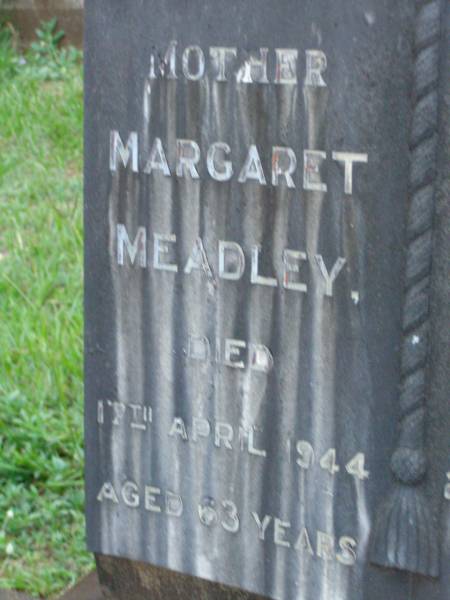 MOTHER
MARGARET
MEADLEY,
DIED
17TH APRIL 1944
AGED 63 YEARS